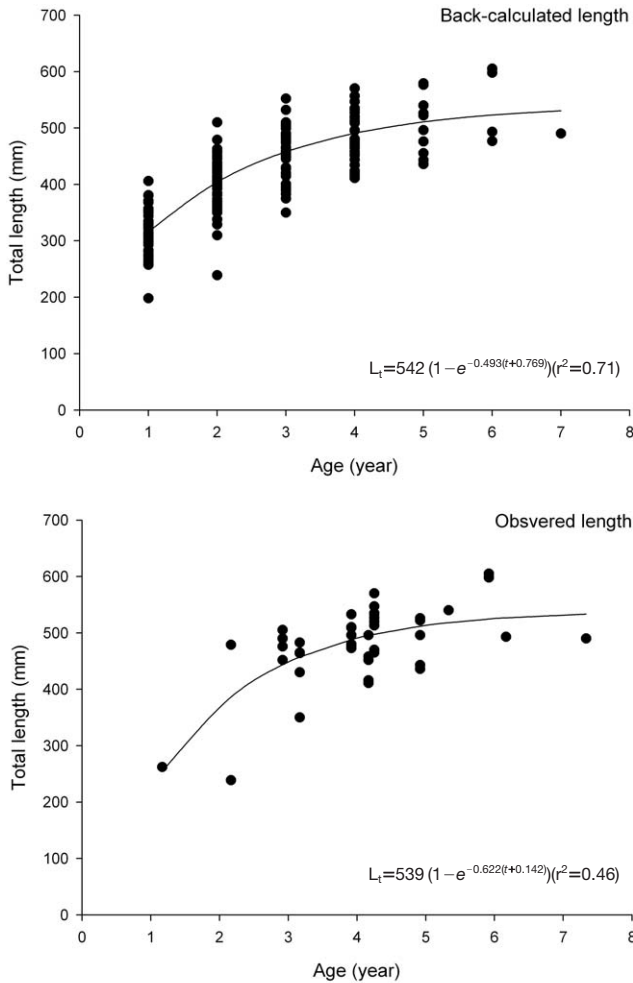 700
Back-calculated length
600
500
400
300
200
100
0
Total length (mm)
Lₜ=542 (1−e^−0.493(t+0.769))(r²=0.71)
0 1 2 3 4 5 6 7 8
Age (year)
700
Obsvered length
600
500
400
300
200
100
0
Total length (mm)
Lₜ=539 (1−e^−0.622(t+0.142))(r²=0.46)
0 1 2 3 4 5 6 7 8
Age (year)